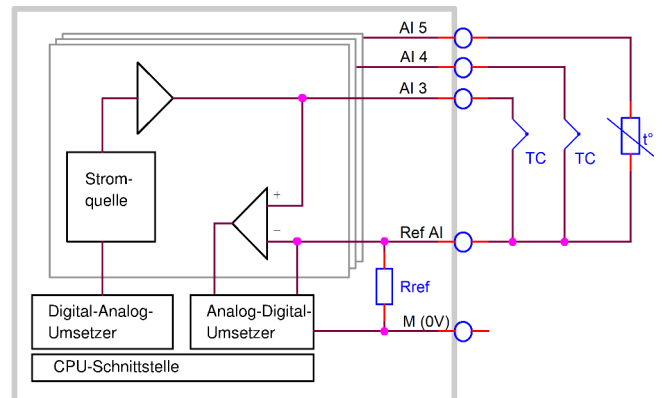 AI 5
AI 4
AI 3
TC
TC
t°
Strom-
quelle
+
−
Ref AI
Rref
Digital-Analog-
Umsetzer
Analog-Digital-
Umsetzer
M (0V)
CPU-Schnittstelle